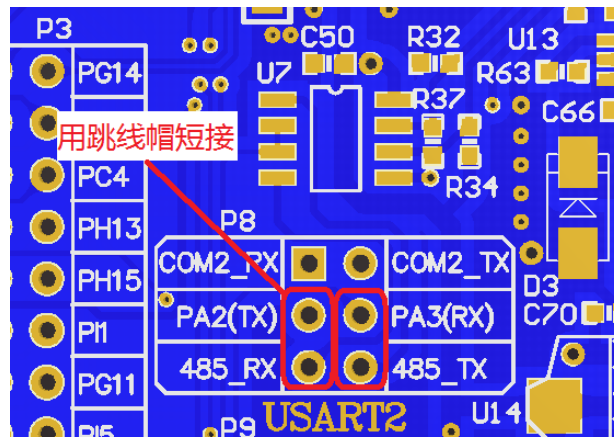 P3
C50
R32
U13
PG14
U7
R63
R37
C66
用跳线帽短接
PC4
R34
PH13
P8
COM2_RX
COM2_TX
PH15
D3
PA2(TX)
PA3(RX)
C70
PI1
485_RX
485_TX
PG11
P9
USART2
U14
PI5